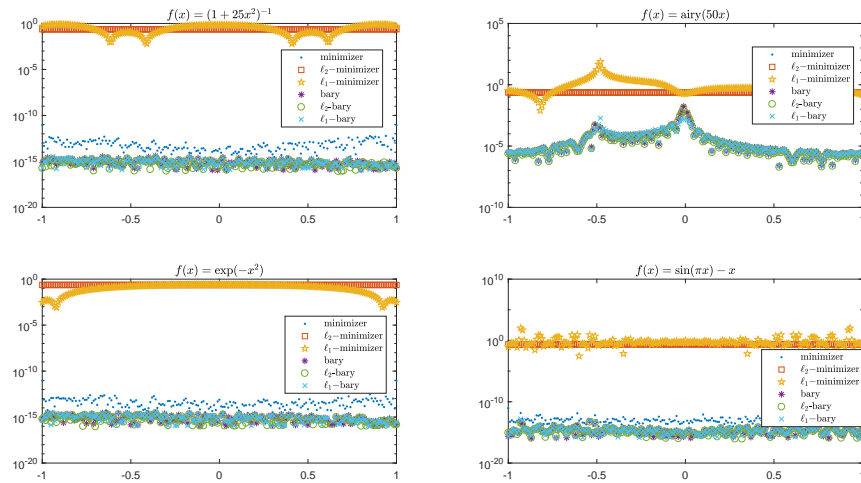 f(x) = (1 + 25x²)⁻¹
10⁰
10⁻⁵
10⁻¹⁰
10⁻¹⁵
10⁻²⁰
-1
-0.5
0
0.5
1
minimizer
ℓ₂−minimizer
ℓ₁−minimizer
bary
ℓ₂-bary
ℓ₁−bary
f(x) = airy(50x)
10⁵
10⁰
10⁻⁵
10⁻¹⁰
-1
-0.5
0
0.5
1
minimizer
ℓ₂−minimizer
ℓ₁−minimizer
bary
ℓ₂-bary
ℓ₁−bary
f(x) = exp(−x²)
10⁰
10⁻⁵
10⁻¹⁰
10⁻¹⁵
10⁻²⁰
-1
-0.5
0
0.5
1
minimizer
ℓ₂−minimizer
ℓ₁−minimizer
bary
ℓ₂-bary
ℓ₁−bary
f(x) = sin(πx) − x
10¹⁰
10⁰
10⁻¹⁰
10⁻²⁰
-1
-0.5
0
0.5
1
minimizer
ℓ₂−minimizer
ℓ₁−minimizer
bary
ℓ₂-bary
ℓ₁−bary